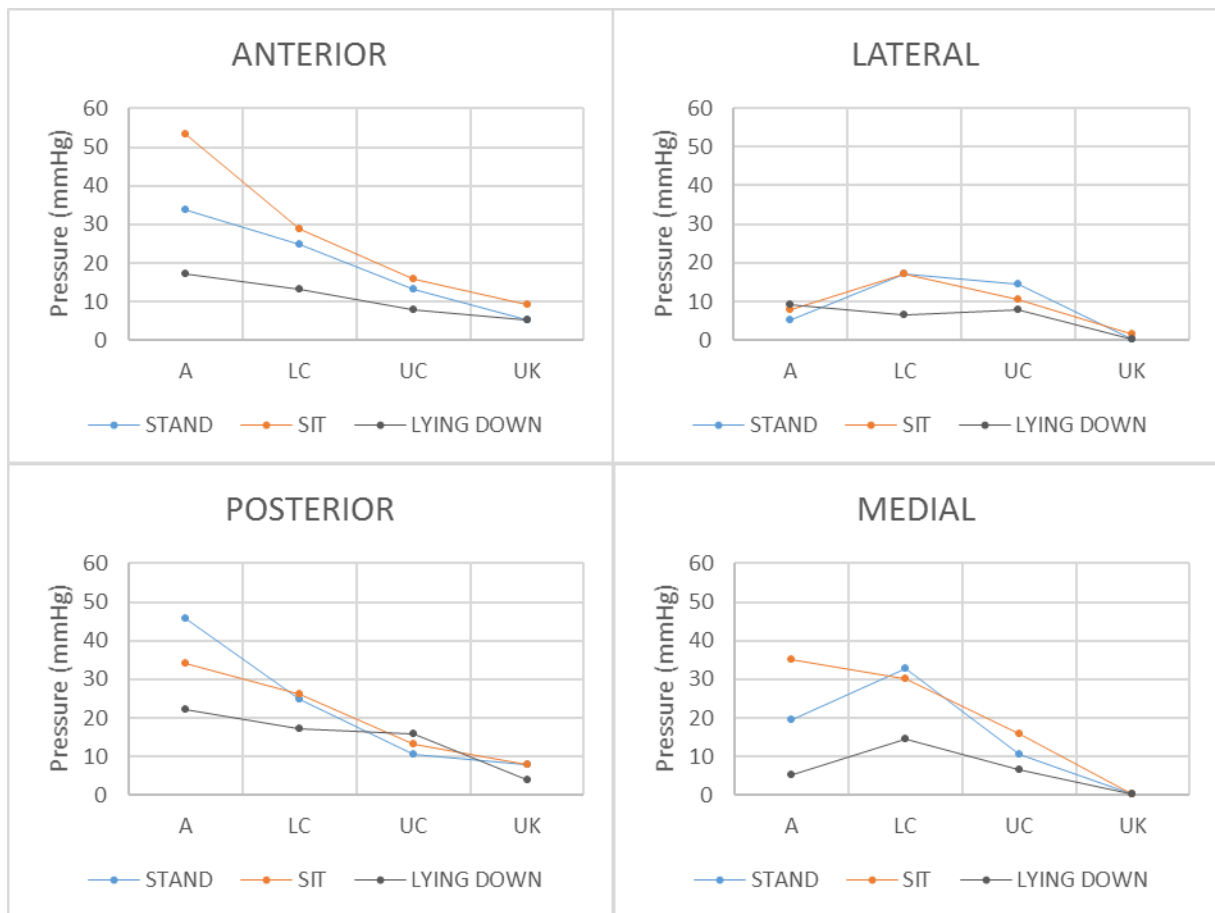 ANTERIOR
Pressure (mmHg)
60
50
40
30
20
10
0
A LC UC UK
STAND SIT LYING DOWN
LATERAL
Pressure (mmHg)
60
50
40
30
20
10
0
A LC UC UK
STAND SIT LYING DOWN
POSTERIOR
Pressure (mmHg)
60
50
40
30
20
10
0
A LC UC UK
STAND SIT LYING DOWN
MEDIAL
Pressure (mmHg)
60
50
40
30
20
10
0
A LC UC UK
STAND SIT LYING DOWN